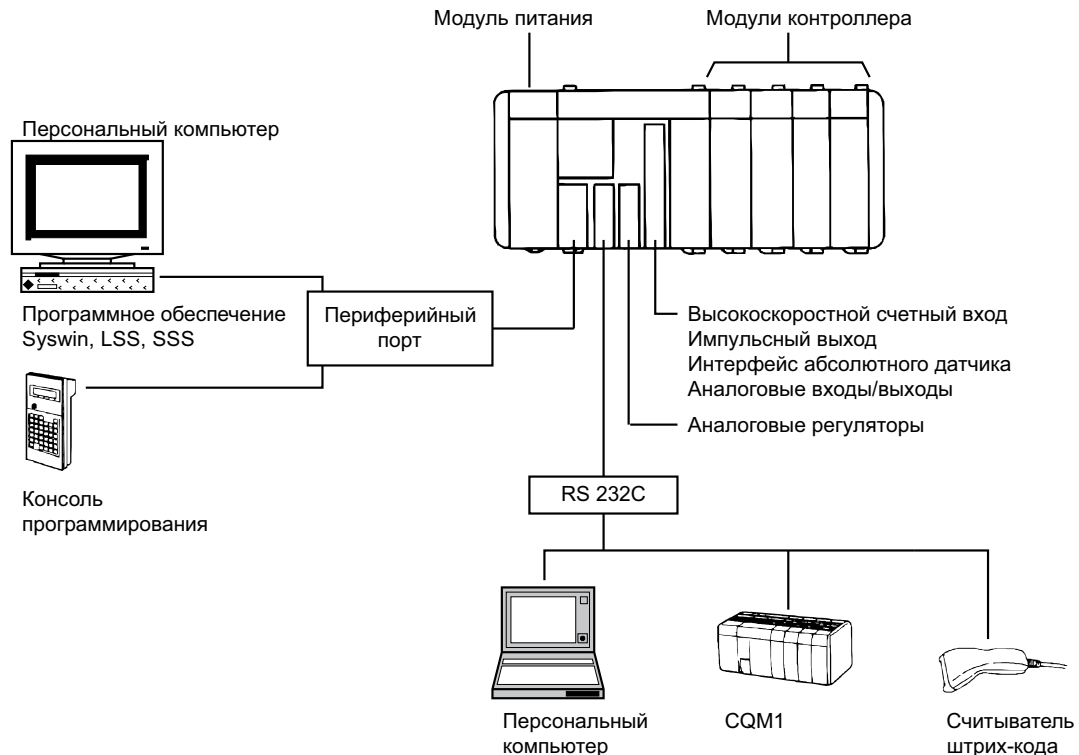 Модуль питания
Модули контроллера
Персональный компьютер
Программное обеспечение
Syswin, LSS, SSS
Периферийный
порт
Высокоскоростной счетный вход
Импульсный выход
Интерфейс абсолютного датчика
Аналоговые входы/выходы
Аналоговые регуляторы
Консоль
программирования
RS 232C
Персональный
компьютер
CQM1
Считыватель
штрих-кода